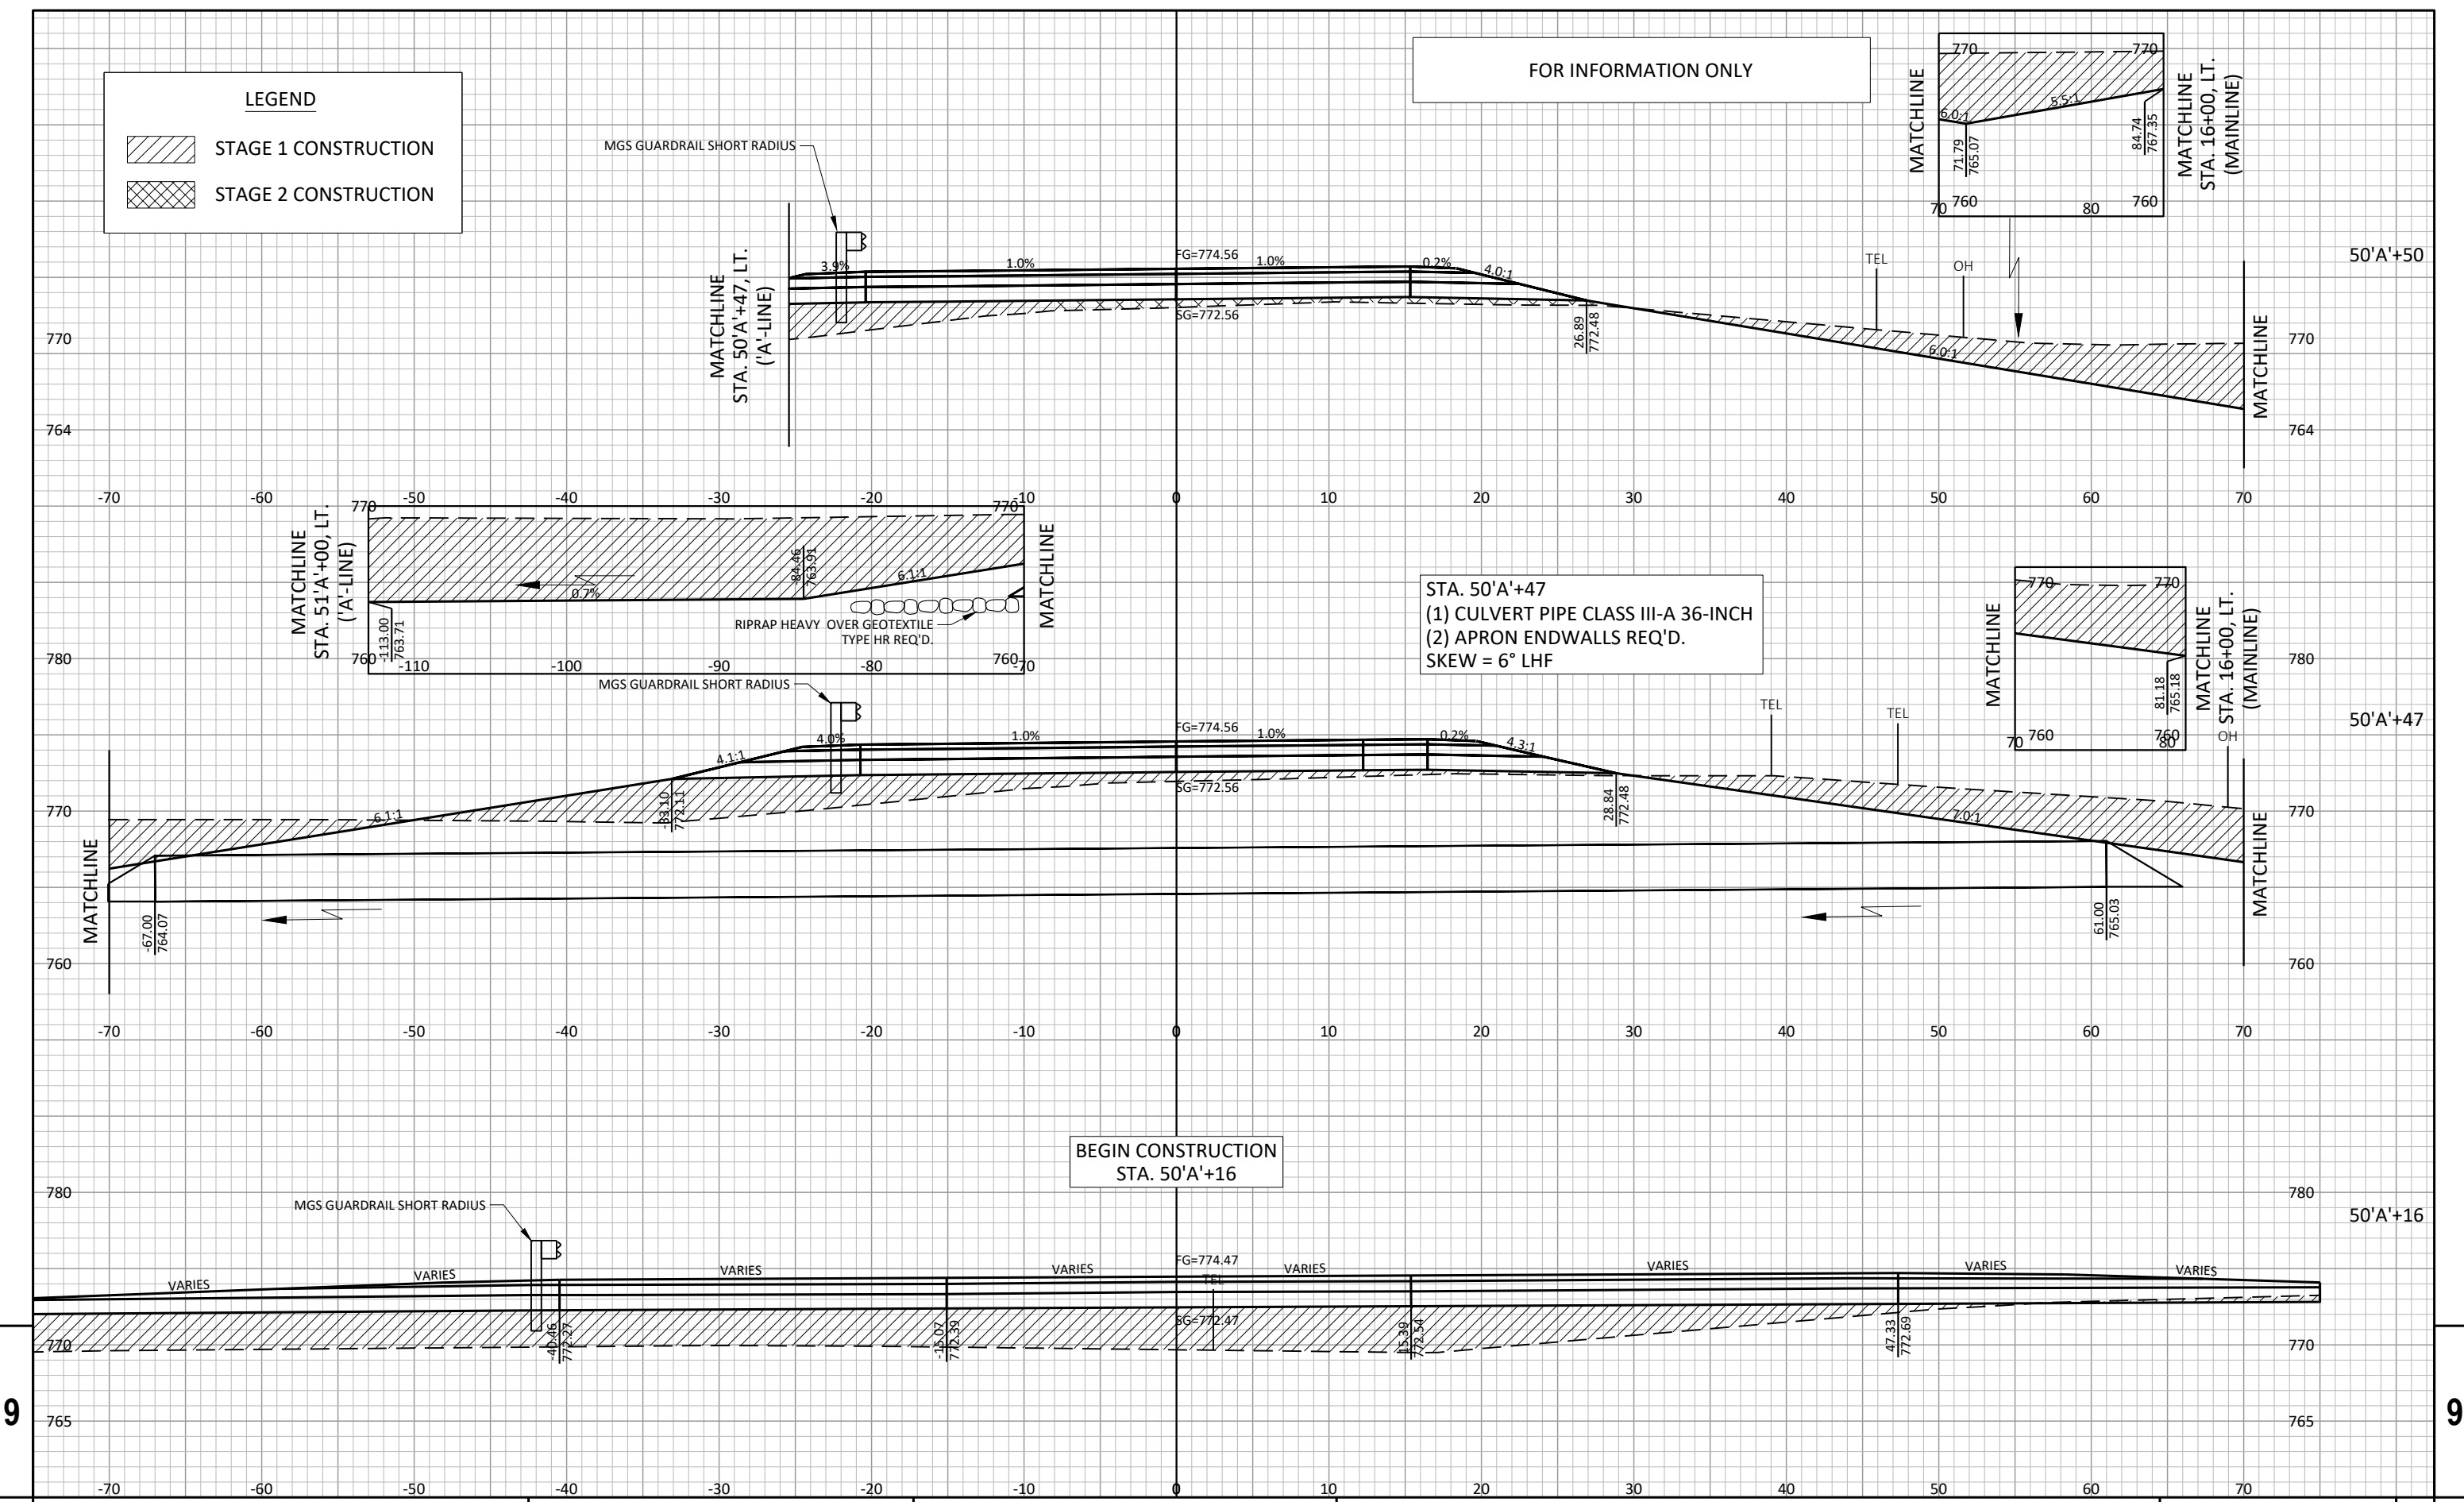 LEGEND
STAGE 1 CONSTRUCTION
STAGE 2 CONSTRUCTION
FOR INFORMATION ONLY
MATCHLINE
770 770
6.0:1
5.5:1
71.79
765.07
84.74
767.35
760 760
70 80
MATCHLINE
STA. 16+00, LT.
(MAINLINE)
50'A'+50
MGS GUARDRAIL SHORT RADIUS
MATCHLINE
STA. 50'A'+47, LT.
('A'-LINE)
3.9%
1.0%
FG=774.56
1.0%
0.2%
4.0:1
SG=772.56
26.89
772.48
TEL
OH
6.0:1
MATCHLINE
770 770
764 764
-70 -60 -50 -40 -30 -20 -10 0 10 20 30 40 50 60 70
MATCHLINE
STA. 51'A'+00, LT.
('A'-LINE)
770 770
-84.46
763.91
6.1:1
0.7%
-113.00
763.71
RIPRAP HEAVY OVER GEOTEXTILE
TYPE HR REQ'D.
760 760
-110 -100 -90 -80 -70
MATCHLINE
STA. 50'A'+47
(1) CULVERT PIPE CLASS III-A 36-INCH
(2) APRON ENDWALLS REQ'D.
SKEW = 6° LHF
MATCHLINE
770 770
81.18
765.18
760 760
70 80
MATCHLINE
STA. 16+00, LT.
(MAINLINE)
50'A'+47
780 780
MGS GUARDRAIL SHORT RADIUS
4.1:1
4.0%
1.0%
FG=774.56
1.0%
0.2%
4.3:1
TEL
TEL
OH
SG=772.56
770 770
6.1:1
-33.10
772.11
28.84
772.48
7.0:1
MATCHLINE
MATCHLINE
-67.00
764.07
61.00
765.03
760 760
-70 -60 -50 -40 -30 -20 -10 0 10 20 30 40 50 60 70
BEGIN CONSTRUCTION
STA. 50'A'+16
780 780
50'A'+16
MGS GUARDRAIL SHORT RADIUS
FG=774.47
VARIES VARIES VARIES VARIES VARIES VARIES VARIES VARIES
TEL
SG=772.47
-40.46
772.27
-15.07
772.39
15.39
772.54
47.33
772.69
770 770
9 9
765 765
-70 -60 -50 -40 -30 -20 -10 0 10 20 30 40 50 60 70